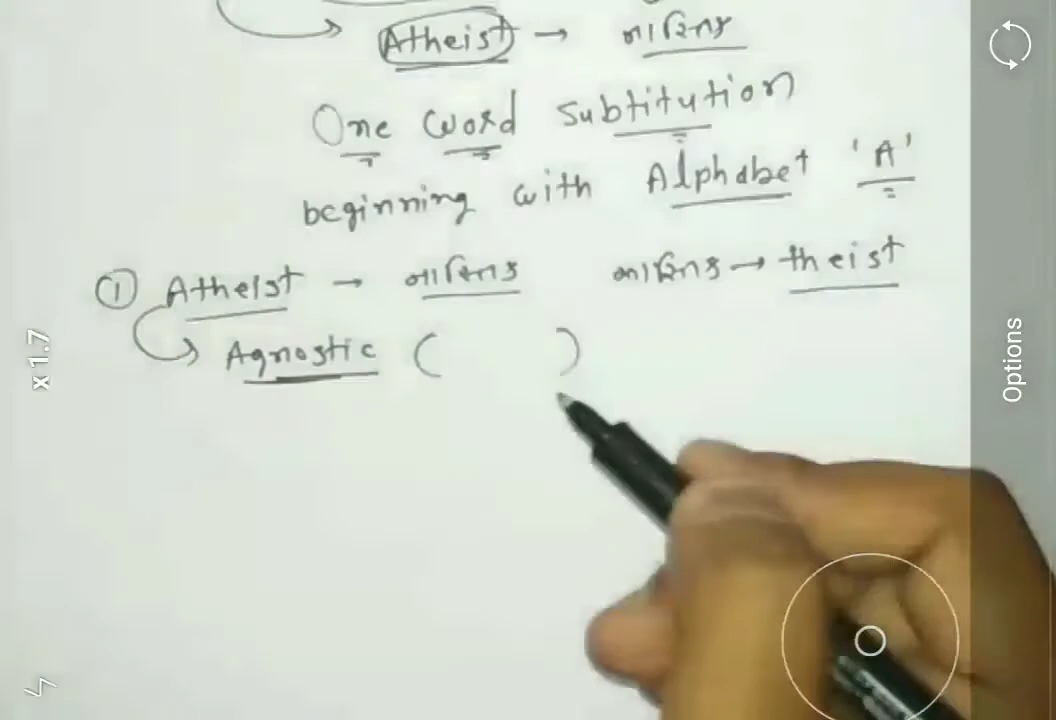 Atheist → নাস্তিক
One word subtitution
beginning with Alphabet 'A'
① Atheist → নাস্তিক আস্তিক → theist
Agnostic ( )
x 1.7
Options